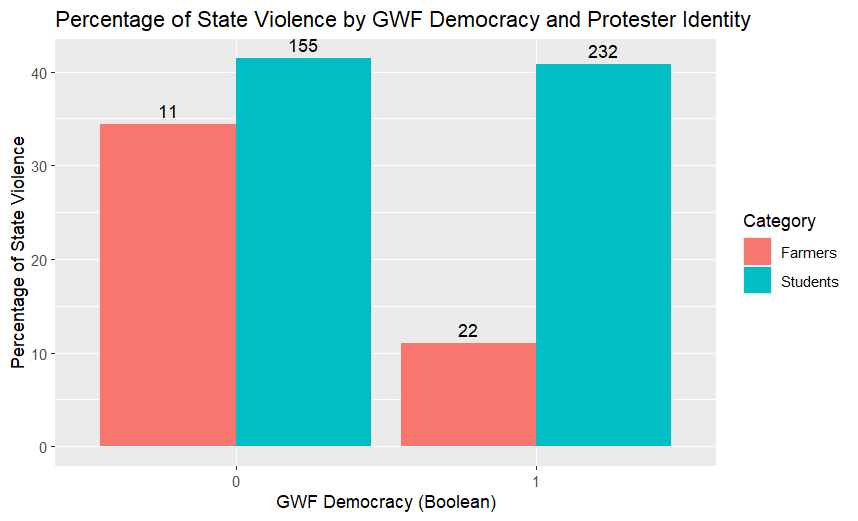 Percentage of State Violence by GWF Democracy and Protester Identity
155
232
11
22
40
30
20
10
0
Percentage of State Violence
0
1
GWF Democracy (Boolean)
Category
Farmers
Students